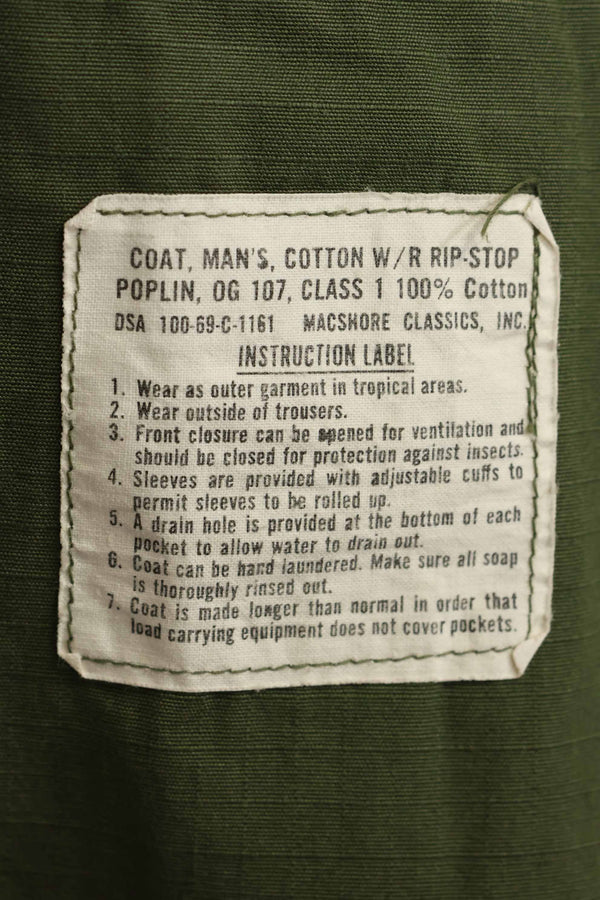 COAT, MAN'S, COTTON W/R RIP-STOP
POPLIN, OG 107, CLASS 1 100% Cotton
DSA 100-69-C-1161 MACSHORE CLASSICS, INC.
INSTRUCTION LABEL
1. Wear as outer garment in tropical areas.
2. Wear outside of trousers.
3. Front closure can be opened for ventilation and
should be closed for protection against insects.
4. Sleeves are provided with adjustable cuffs to
permit sleeves to be rolled up.
5. A drain hole is provided at the bottom of each
pocket to allow water to drain out.
6. Coat can be hand laundered. Make sure all soap
is thoroughly rinsed out.
7. Coat is made longer than normal in order that
load carrying equipment does not cover pockets.